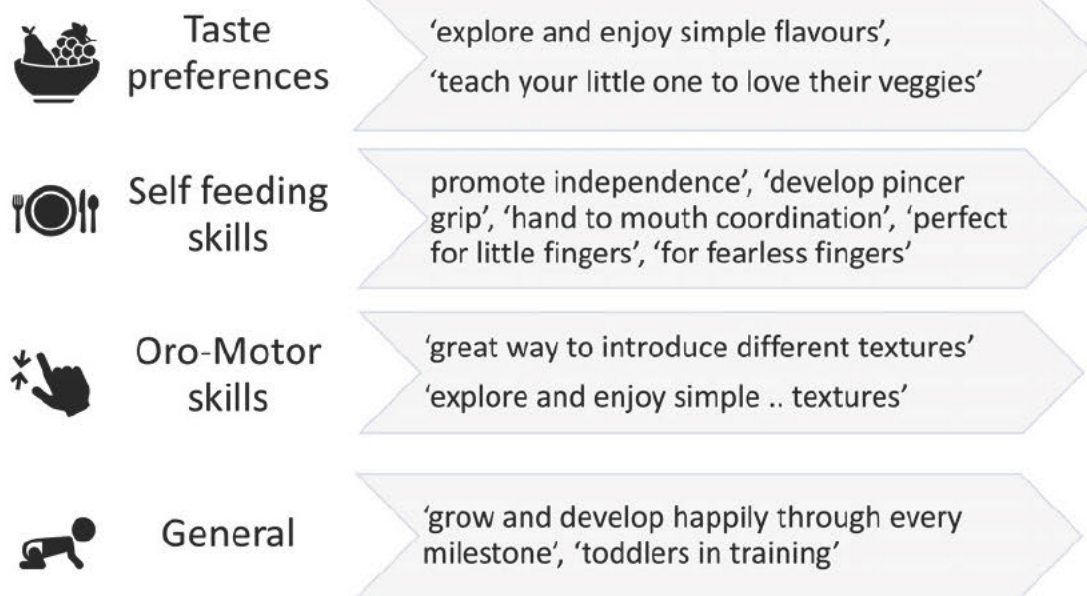 Taste
preferences
‘explore and enjoy simple flavours’,
‘teach your little one to love their veggies’
Self feeding
skills
promote independence’, ‘develop pincer
grip’, ‘hand to mouth coordination’, ‘perfect
for little fingers’, ‘for fearless fingers’
Oro-Motor
skills
‘great way to introduce different textures’
‘explore and enjoy simple .. textures’
General
‘grow and develop happily through every
milestone’, ‘toddlers in training’